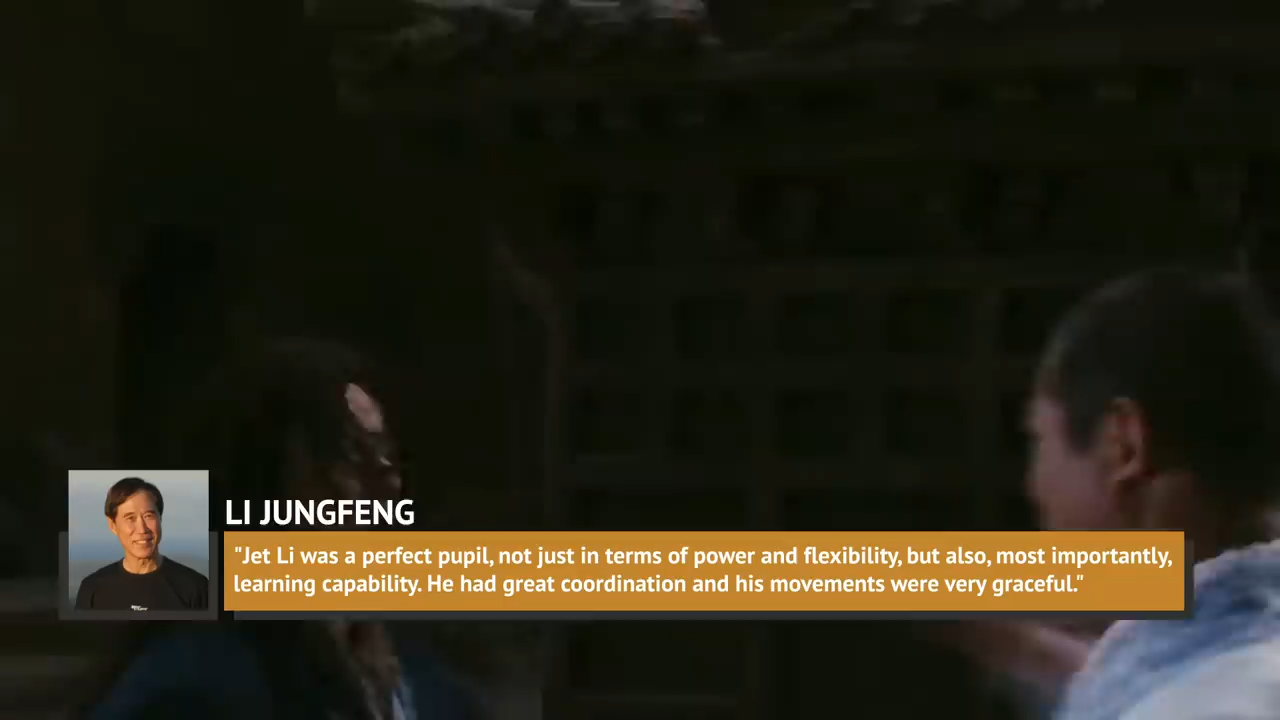 LI JUNGFENG
"Jet Li was a perfect pupil, not just in terms of power and flexibility, but also, most importantly,
learning capability. He had great coordination and his movements were very graceful."